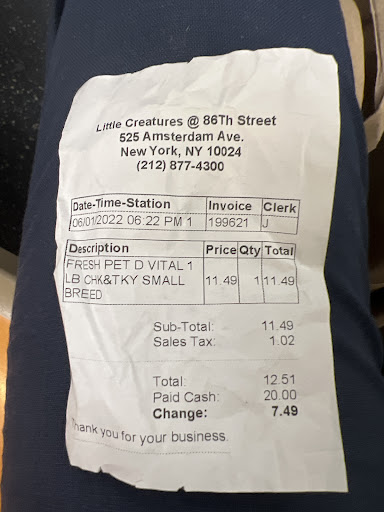 Little Creatures @ 86Th Street
525 Amsterdam Ave.
New York, NY 10024
(212) 877-4300
Date-Time-Station Invoice Clerk
06/01/2022 06:22 PM 1 199621 J
Description Price Qty Total
FRESH PET D VITAL 1
LB CHK&TKY SMALL 11.49 1 11.49
BREED
Sub-Total: 11.49
Sales Tax: 1.02
Total: 12.51
Paid Cash: 20.00
Change: 7.49
Thank you for your business.